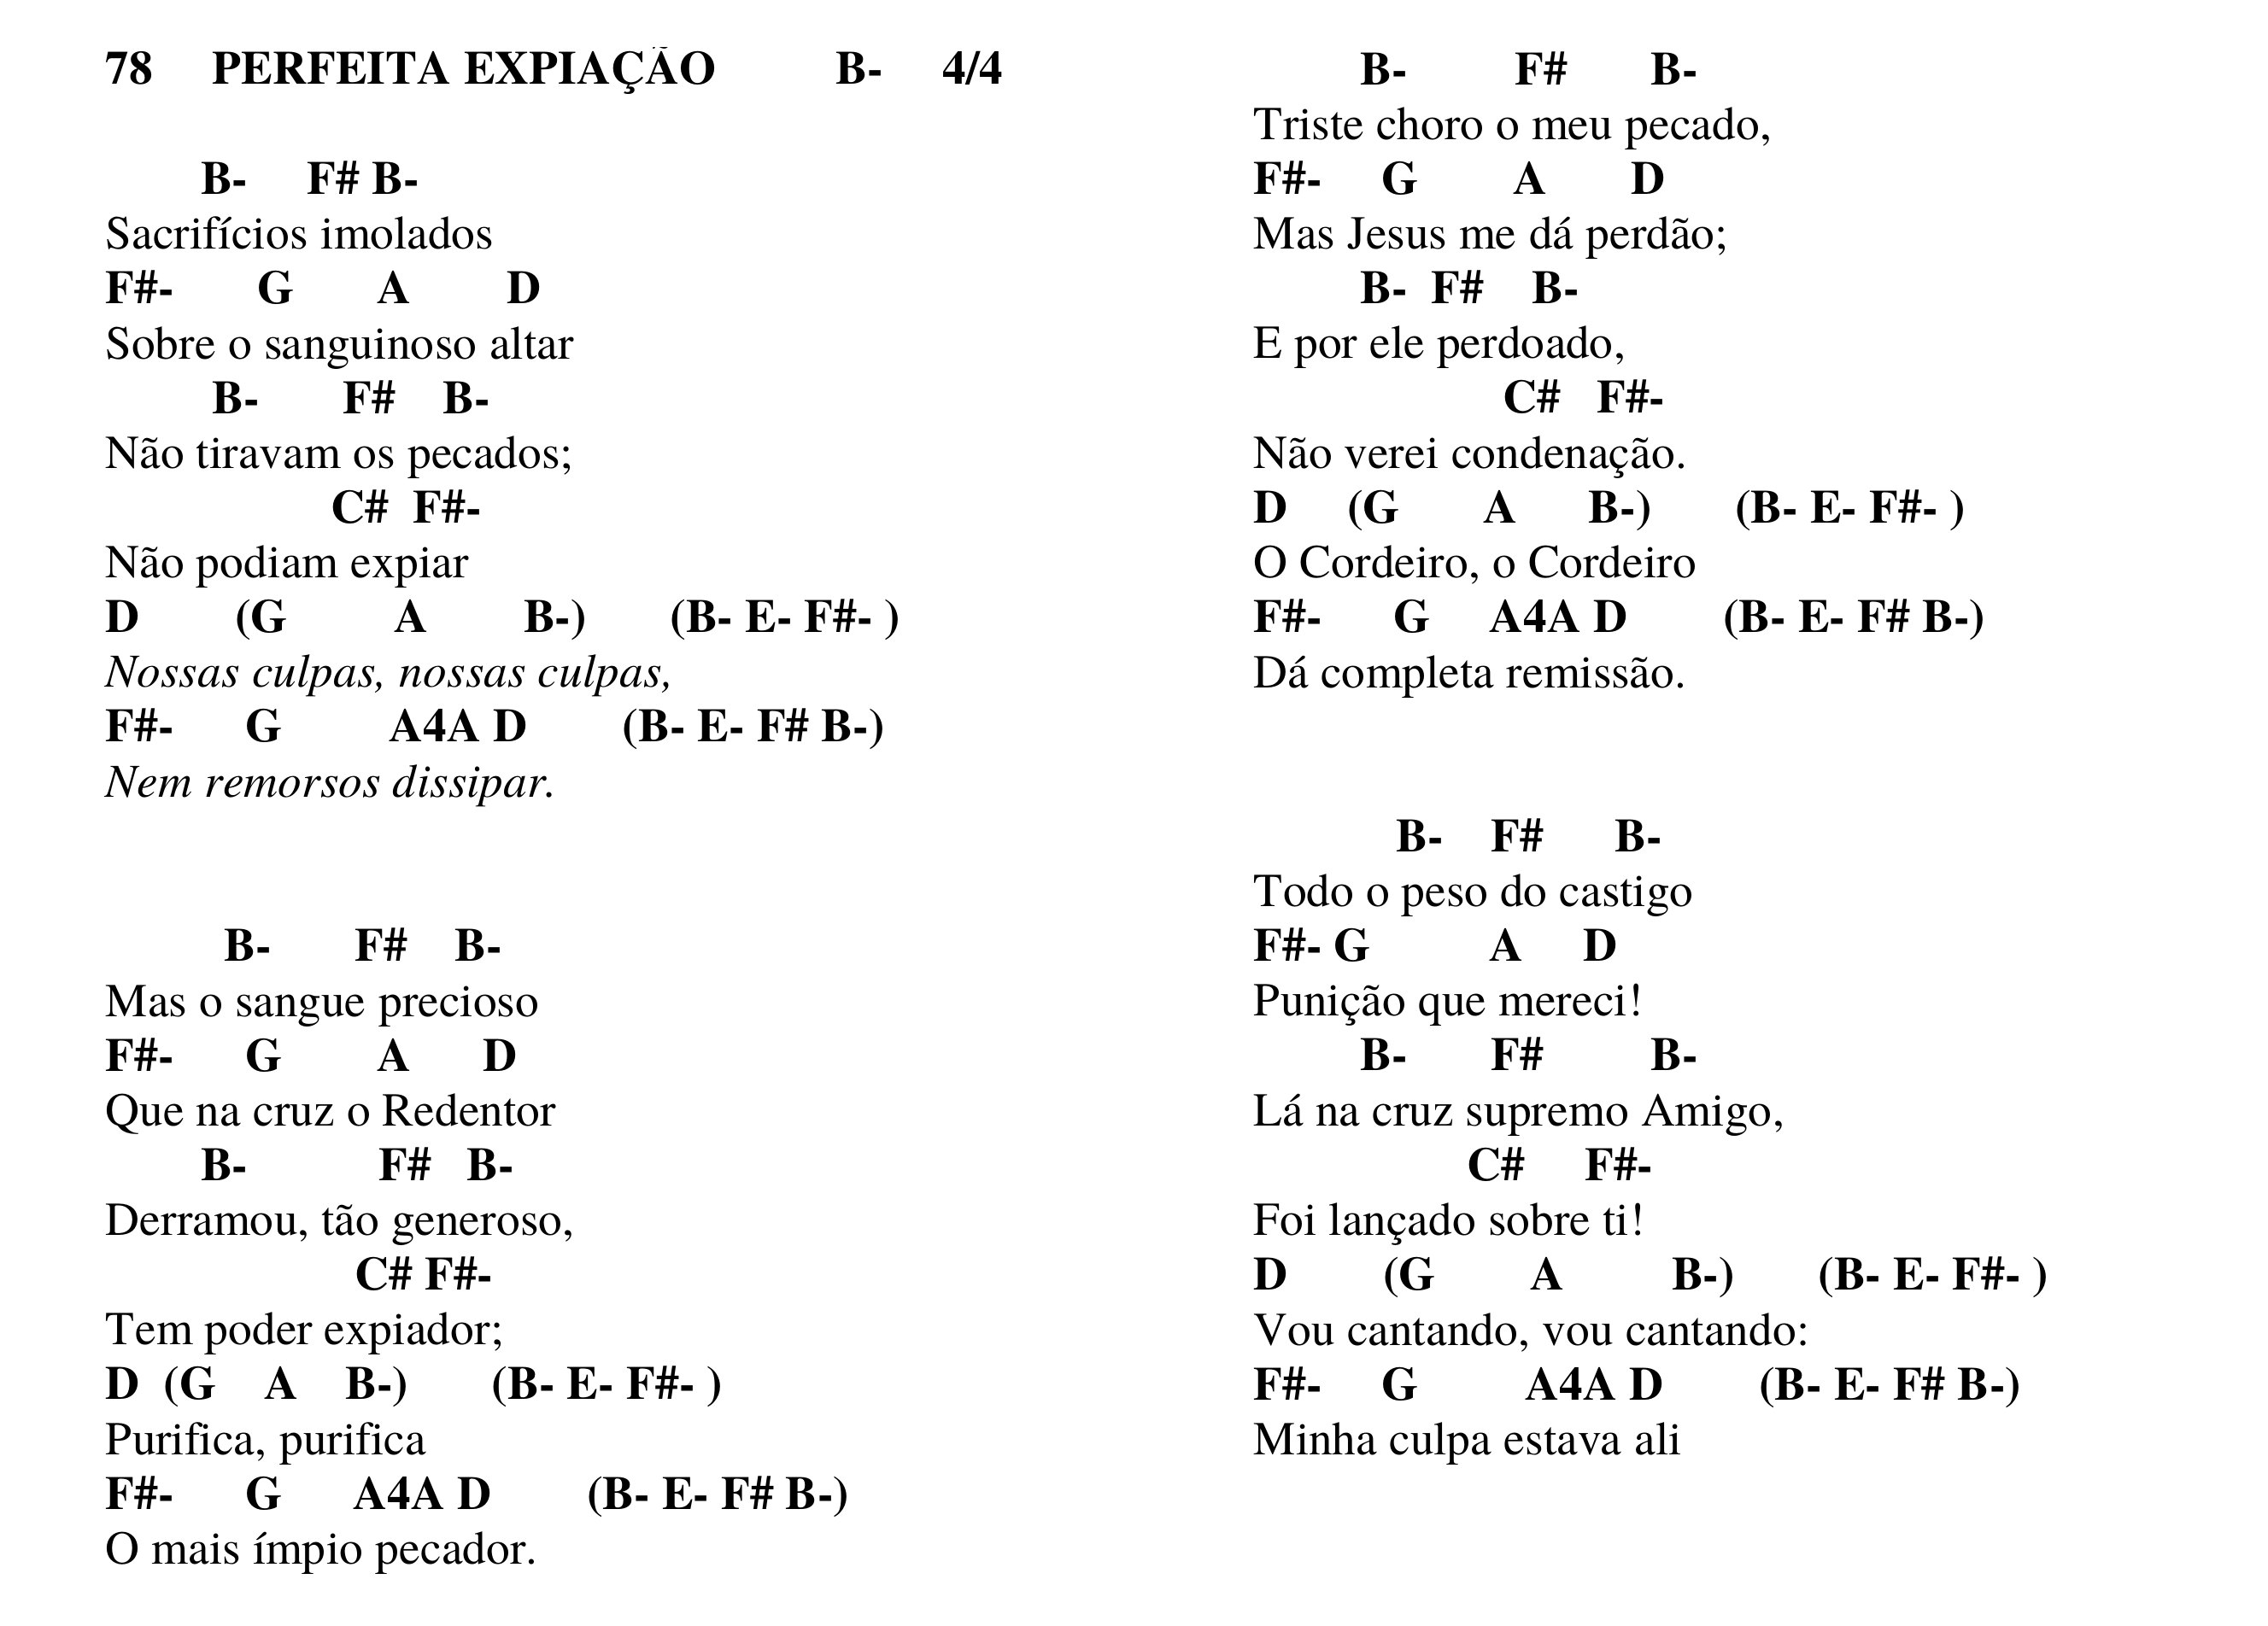 78 PERFEITA EXPIAÇÃO B- 4/4
B- F# B-
Sacrifícios imolados
F#- G A D
Sobre o sanguinoso altar
B- F# B-
Não tiravam os pecados;
C# F#-
Não podiam expiar
D (G A B-) (B- E- F#- )
Nossas culpas, nossas culpas,
F#- G A4A D (B- E- F# B-)
Nem remorsos dissipar.
B- F# B-
Mas o sangue precioso
F#- G A D
Que na cruz o Redentor
B- F# B-
Derramou, tão generoso,
C# F#-
Tem poder expiador;
D (G A B-) (B- E- F#- )
Purifica, purifica
F#- G A4A D (B- E- F# B-)
O mais ímpio pecador.
B- F# B-
Triste choro o meu pecado,
F#- G A D
Mas Jesus me dá perdão;
B- F# B-
E por ele perdoado,
C# F#-
Não verei condenação.
D (G A B-) (B- E- F#- )
O Cordeiro, o Cordeiro
F#- G A4A D (B- E- F# B-)
Dá completa remissão.
B- F# B-
Todo o peso do castigo
F#- G A D
Punição que mereci!
B- F# B-
Lá na cruz supremo Amigo,
C# F#-
Foi lançado sobre ti!
D (G A B-) (B- E- F#- )
Vou cantando, vou cantando:
F#- G A4A D (B- E- F# B-)
Minha culpa estava ali